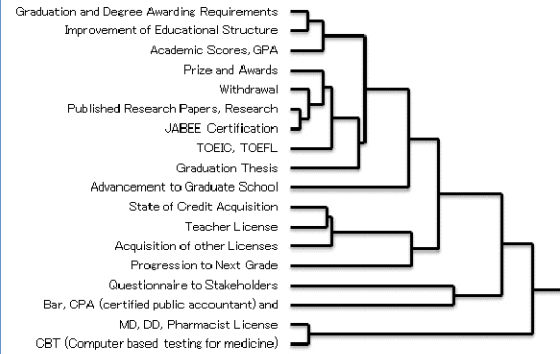 Graduation and Degree Awarding Requirements
Improvement of Educational Structure
Academic Scores, GPA
Prize and Awards
Withdrawal
Published Research Papers, Research
JABEE Certification
TOEIC, TOEFL
Graduation Thesis
Advancement to Graduate School
State of Credit Acquisition
Teacher License
Acquisition of other Licenses
Progression to Next Grade
Questionnaire to Stakeholders
Bar, CPA (certified public accountant) and
MD, DD, Pharmacist License
CBT (Computer based testing for medicine)